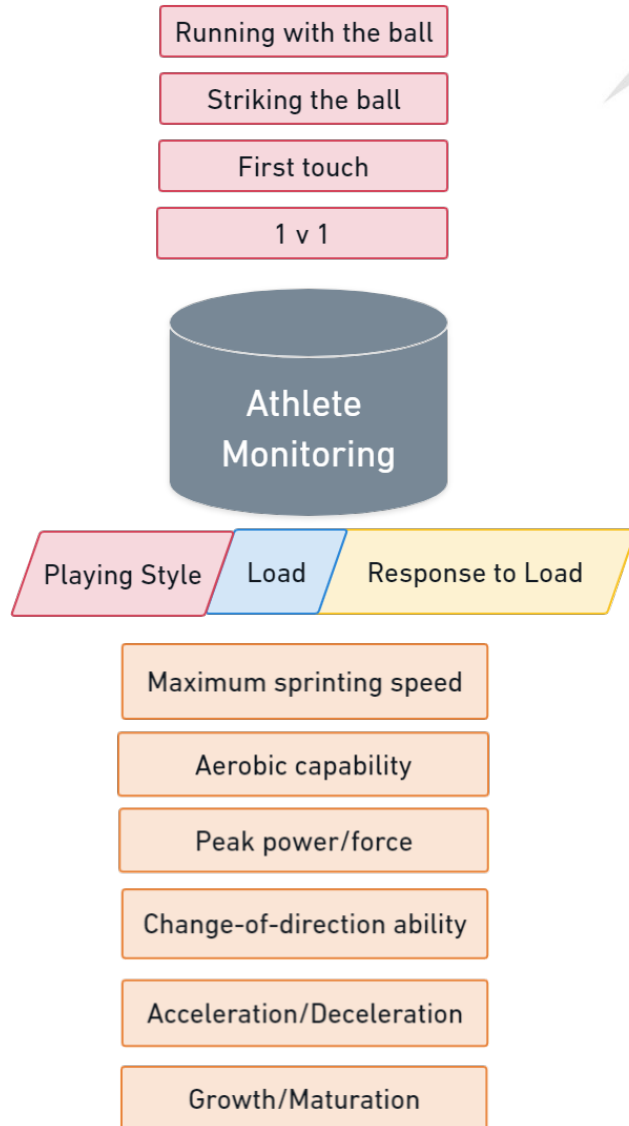 Running with the ball
Striking the ball
First touch
1 v 1
Athlete
Monitoring
Playing Style
Load
Response to Load
Maximum sprinting speed
Aerobic capability
Peak power/force
Change-of-direction ability
Acceleration/Deceleration
Growth/Maturation